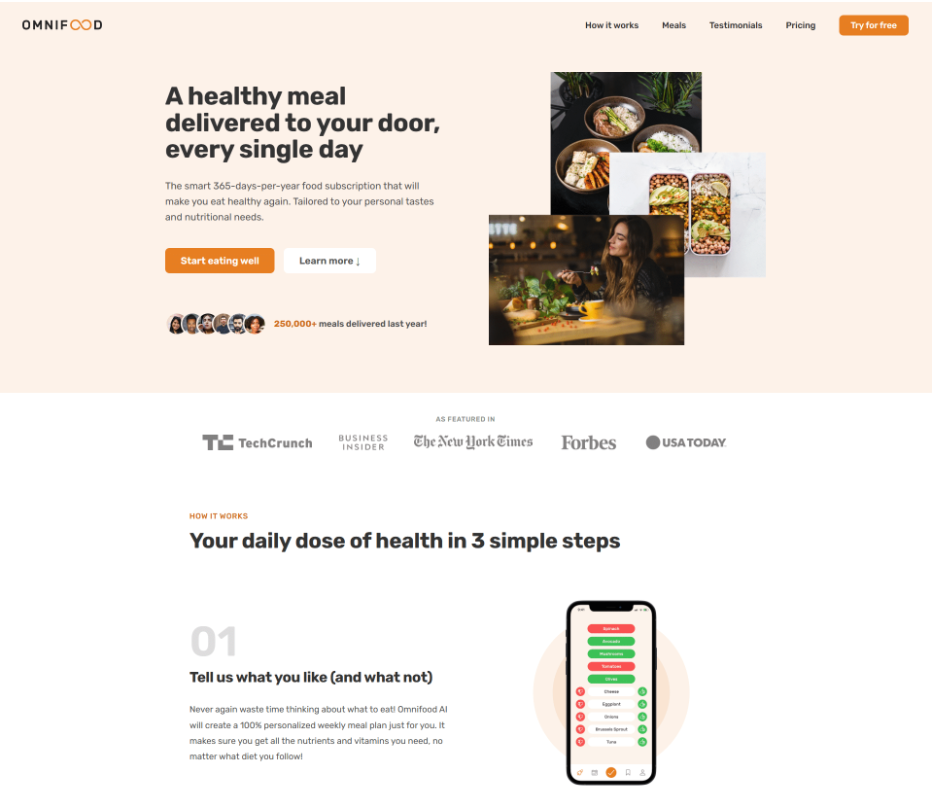 OMNIFOOD
How it works
Meals
Testimonials
Pricing
Try for free
A healthy meal
delivered to your door,
every single day
The smart 365-days-per-year food subscription that will
make you eat healthy again. Tailored to your personal tastes
and nutritional needs.
Start eating well
Learn more ↓
250,000+ meals delivered last year!
AS FEATURED IN
TC TechCrunch
BUSINESS
INSIDER
The New York Times
Forbes
USA TODAY
HOW IT WORKS
Your daily dose of health in 3 simple steps
01
Tell us what you like (and what not)
Never again waste time thinking about what to eat! Omnifood AI
will create a 100% personalized weekly meal plan just for you. It
makes sure you get all the nutrients and vitamins you need, no
matter what diet you follow!
Spinach
Avocado
Mushrooms
Tomatoes
Olives
Cheese
Eggplant
Onions
Brussels Sprout
Tuna